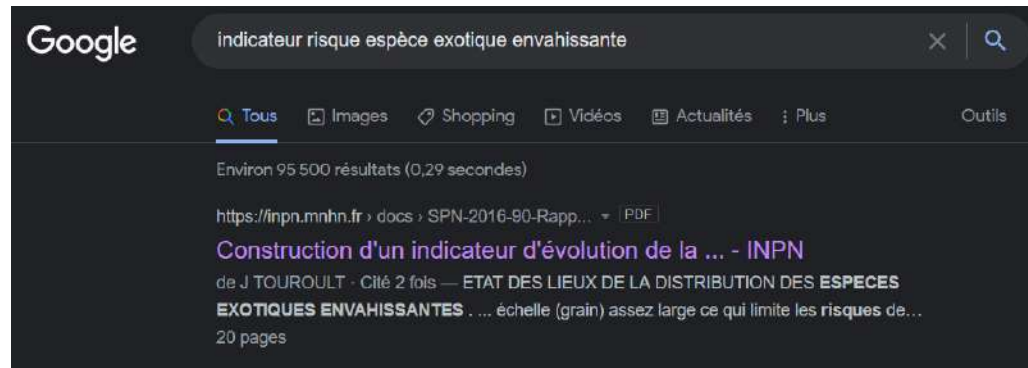 Google
indicateur risque espèce exotique envahissante
Tous Images Shopping Vidéos Actualités Plus Outils
Environ 95 500 résultats (0,29 secondes)
https://inpn.mnhn.fr › docs › SPN-2016-90-Rapp... PDF
Construction d'un indicateur d'évolution de la ... - INPN
de J TOUROULT · Cité 2 fois — ETAT DES LIEUX DE LA DISTRIBUTION DES ESPECES
EXOTIQUES ENVAHISSANTES . ... échelle (grain) assez large ce qui limite les risques de...
20 pages